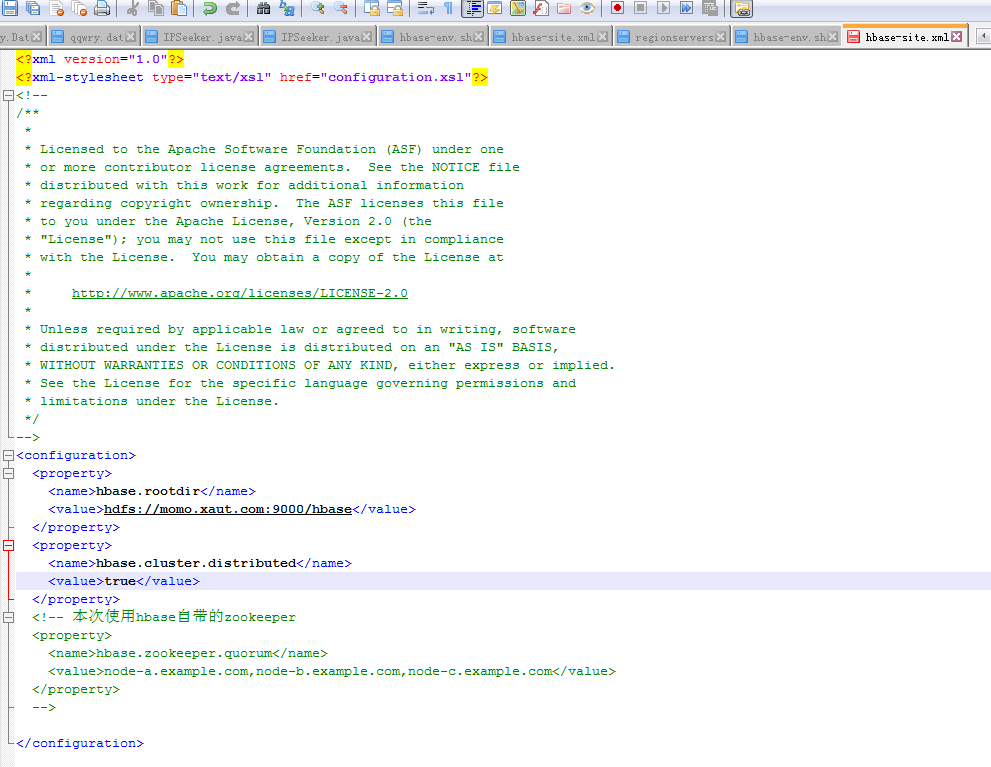 y.Dat qqwry.dat IPSeeker.java IPSeeker.java hbase-env.sh hbase-site.xml regionservers hbase-env.sh hbase-site.xml
<?xml version="1.0"?>
<?xml-stylesheet type="text/xsl" href="configuration.xsl"?>
<!--
/**
 *
 * Licensed to the Apache Software Foundation (ASF) under one
 * or more contributor license agreements.  See the NOTICE file
 * distributed with this work for additional information
 * regarding copyright ownership.  The ASF licenses this file
 * to you under the Apache License, Version 2.0 (the
 * "License"); you may not use this file except in compliance
 * with the License.  You may obtain a copy of the License at
 *
 *     http://www.apache.org/licenses/LICENSE-2.0
 *
 * Unless required by applicable law or agreed to in writing, software
 * distributed under the License is distributed on an "AS IS" BASIS,
 * WITHOUT WARRANTIES OR CONDITIONS OF ANY KIND, either express or implied.
 * See the License for the specific language governing permissions and
 * limitations under the License.
 */
-->
<configuration>
  <property>
    <name>hbase.rootdir</name>
    <value>hdfs://momo.xaut.com:9000/hbase</value>
  </property>
  <property>
    <name>hbase.cluster.distributed</name>
    <value>true</value>
  </property>
  <!-- 本次使用hbase自带的zookeeper
  <property>
    <name>hbase.zookeeper.quorum</name>
    <value>node-a.example.com,node-b.example.com,node-c.example.com</value>
  </property>
  -->
</configuration>